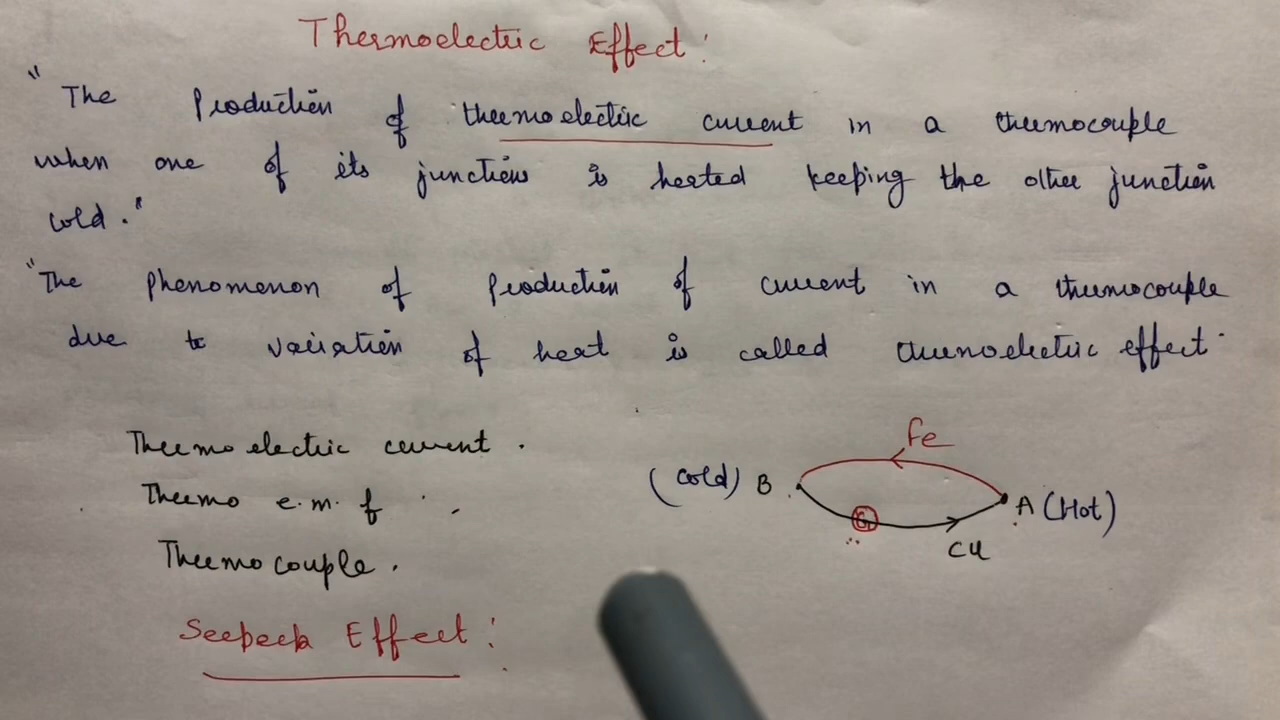 Thermoelectric Effect:
"The Production of thermoelectric current in a thermocouple
when one of its junctions is heated keeping the other junction
cold."
"The phenomenon of production of current in a thermocouple
due to variation of heat is called thermoelectric effect.
Thermo electric current.
Thermo e.m.f.
Thermocouple.
Seebeck Effect:
Fe
(Cold) B
A (Hot)
G
Cu